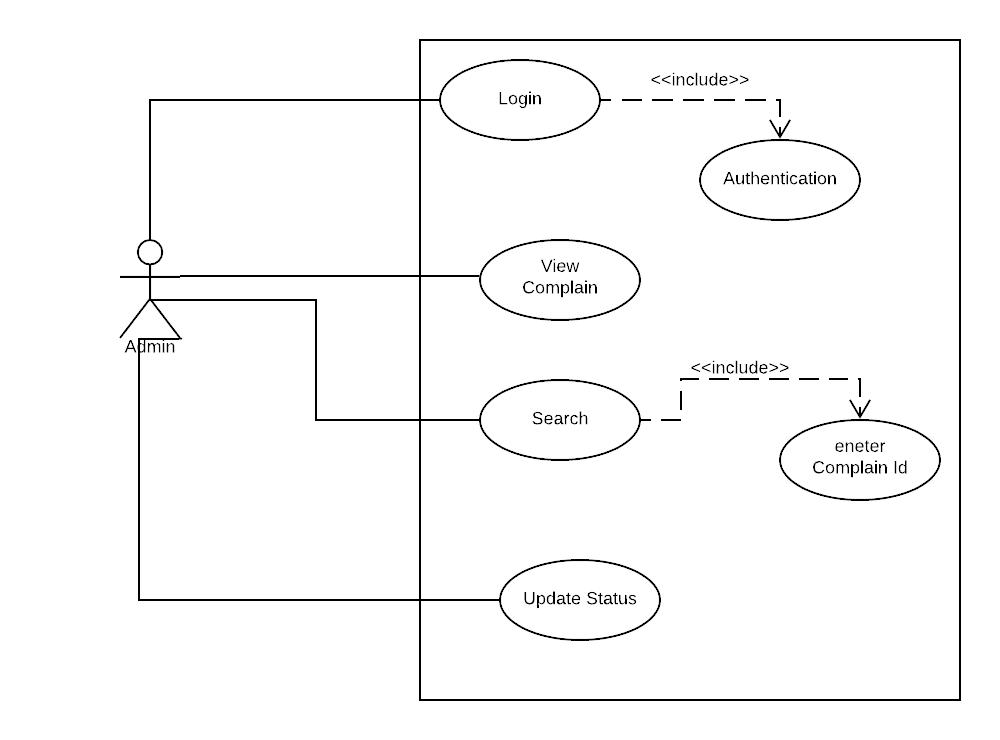 <<include>>
Login
Authentication
View
Complain
Admin
<<include>>
Search
eneter
Complain Id
Update Status